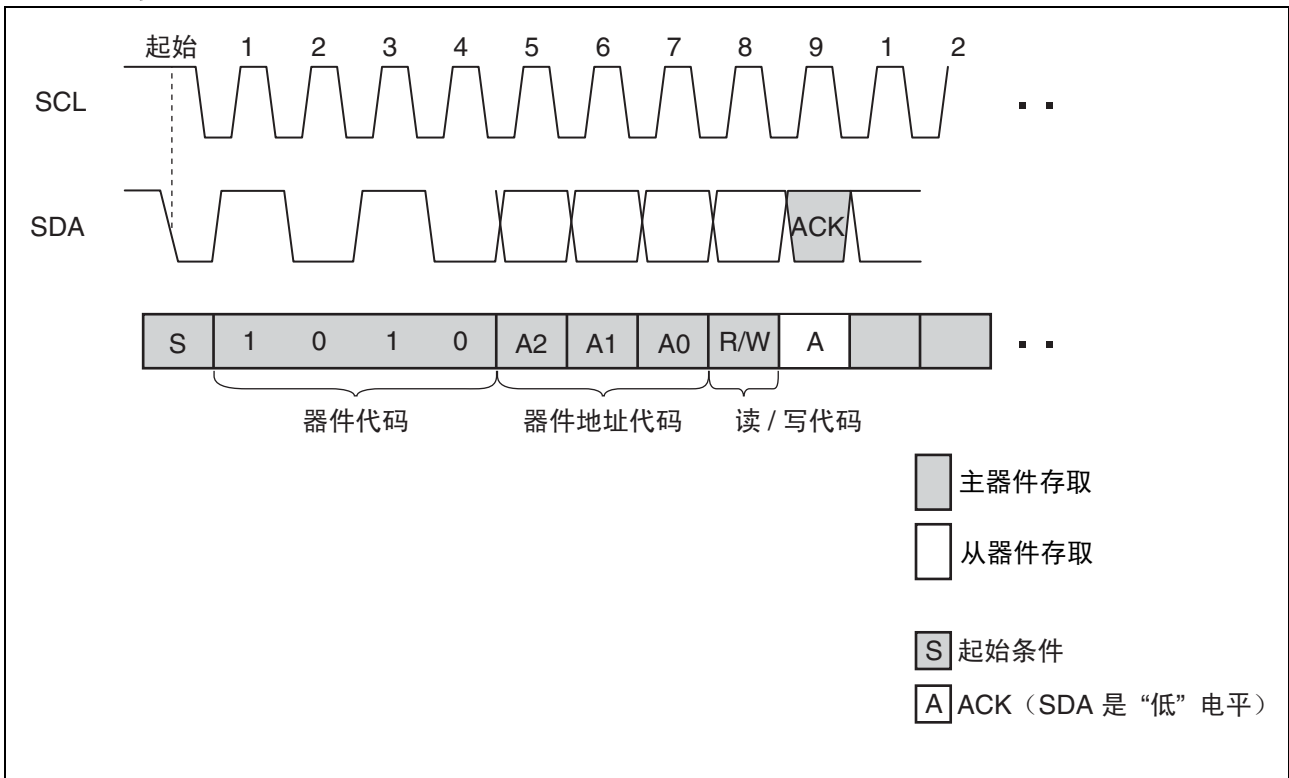 起始 1 2 3 4 5 6 7 8 9 1 2
SCL
SDA
ACK
S 1 0 1 0 A2 A1 A0 R/W A
器件代码 器件地址代码 读 / 写代码
主器件存取
从器件存取
S 起始条件
A ACK（SDA 是 “低” 电平）